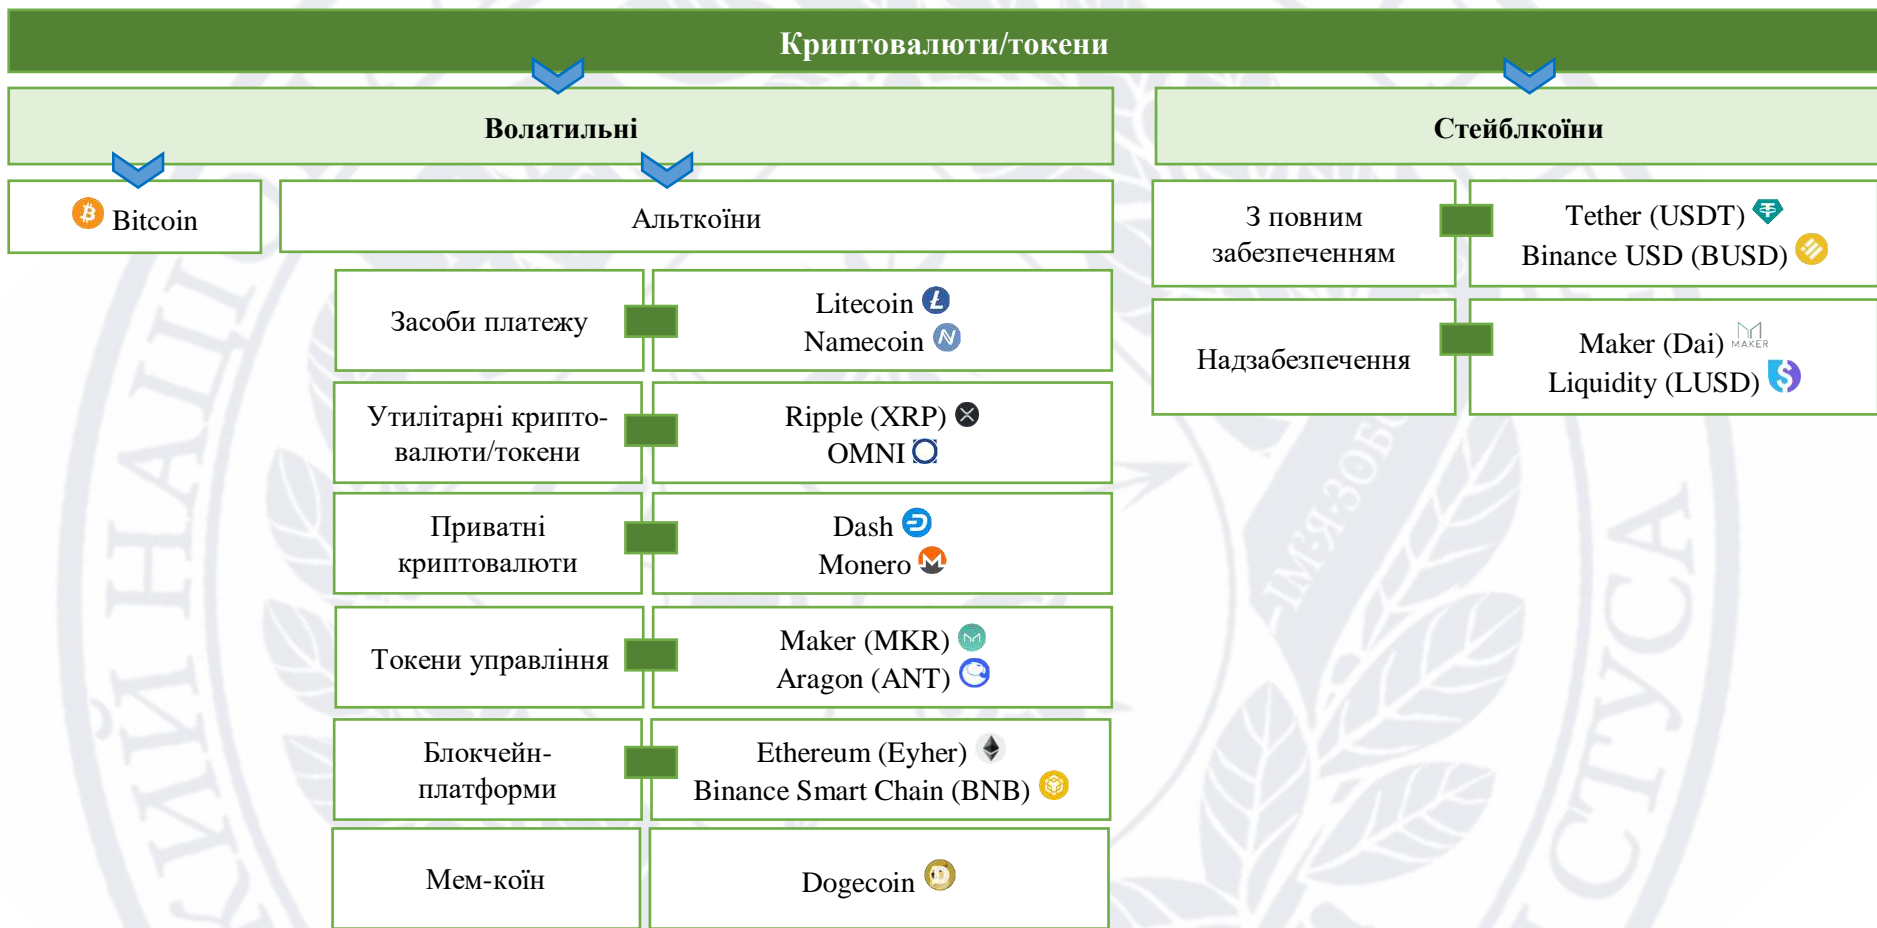 Криптовалюти/токени
Волатильні
Стейблкоїни
Bitcoin
Альткоїни
З повним
забезпеченням
Tether (USDT)
Binance USD (BUSD)
Засоби платежу
Litecoin
Namecoin
Надзабезпечення
Maker (Dai)
MAKER
Liquidity (LUSD)
Утилітарні крипто-
валюти/токени
Ripple (XRP)
OMNI
Приватні
криптовалюти
Dash
Monero
Токени управління
Maker (MKR)
Aragon (ANT)
Блокчейн-
платформи
Ethereum (Eyher)
Binance Smart Chain (BNB)
Мем-коїн
Dogecoin
СТУСА